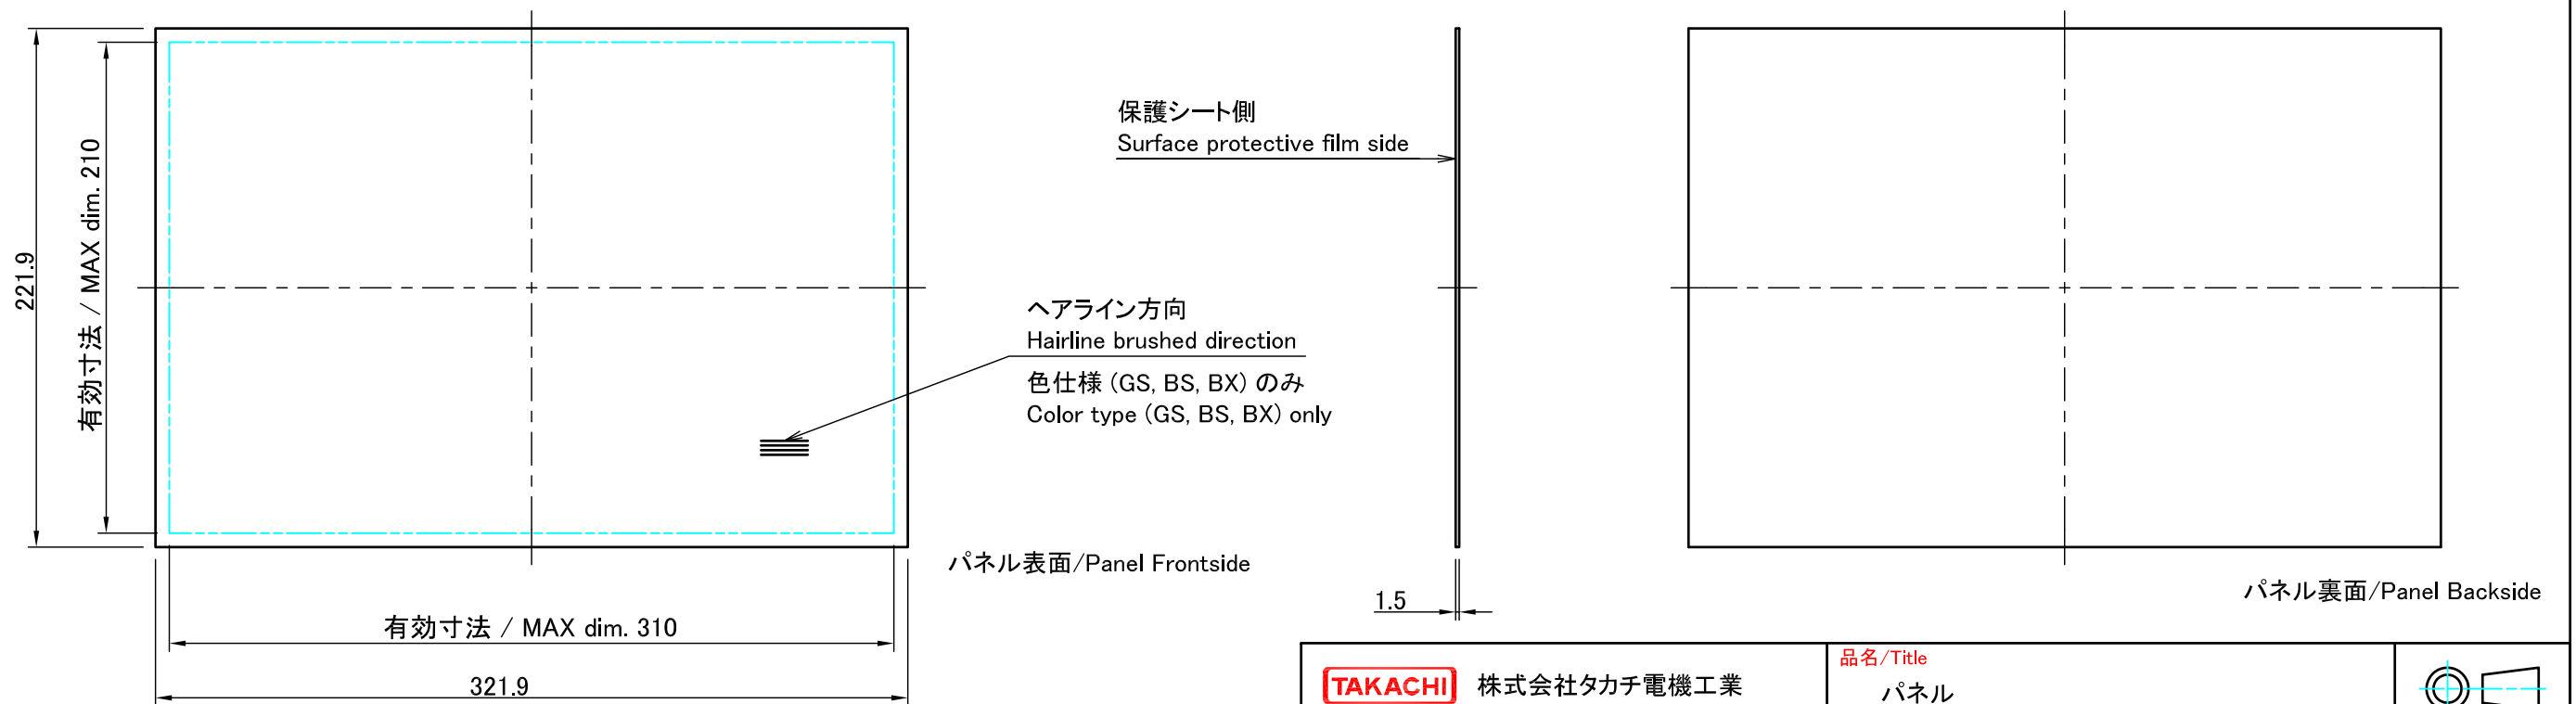 221.9
有効寸法 / MAX dim. 210
保護シート側
Surface protective film side
ヘアライン方向
Hairline brushed direction
色仕様 (GS, BS, BX) のみ
Color type (GS, BS, BX) only
パネル表面/Panel Frontside
有効寸法 / MAX dim. 310
321.9
1.5
パネル裏面/Panel Backside
TAKACHI 株式会社タカチ電機工業
品名/Title
パネル